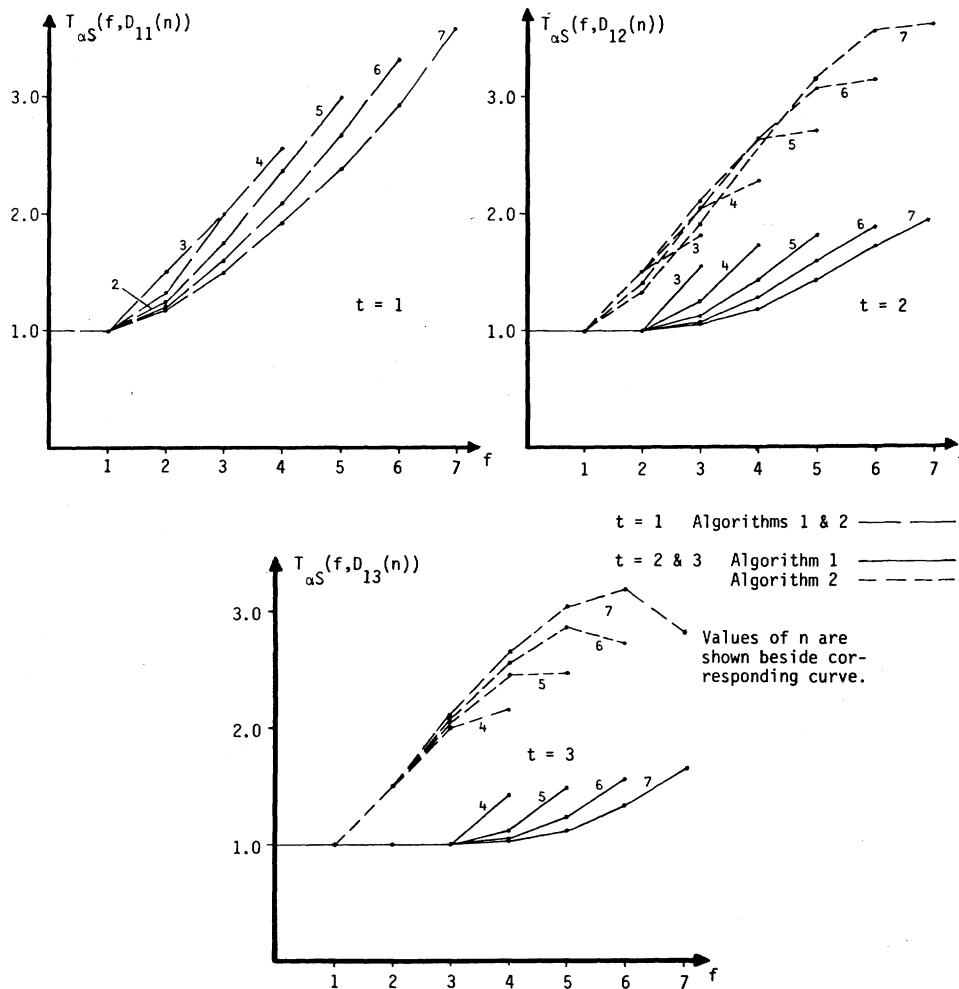 T_αS(f,D_11(n))
3.0
2.0
1.0
2
3
4
5
6
7
t = 1
1 2 3 4 5 6 7 f
T_αS(f,D_12(n))
3.0
2.0
1.0
7
6
5
4
3
3
4
5
6
7
t = 2
1 2 3 4 5 6 7
t = 1 Algorithms 1 & 2
t = 2 & 3 Algorithm 1
Algorithm 2
Values of n are
shown beside cor-
responding curve.
T_αS(f,D_13(n))
3.0
2.0
1.0
7
6
5
4
t = 3
4
5
6
7
1 2 3 4 5 6 7 f